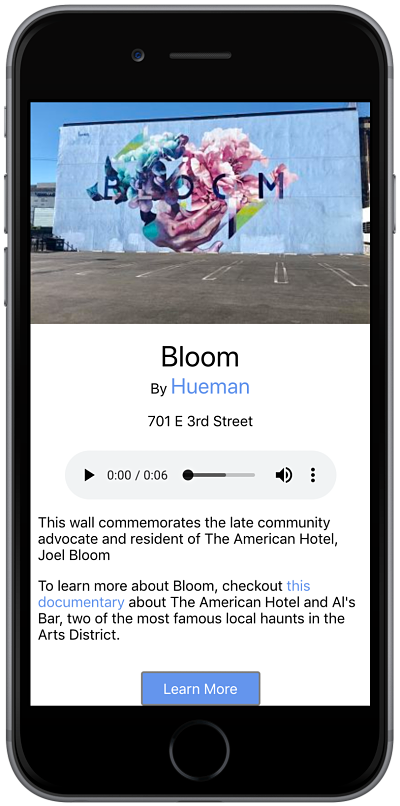 BLOOM
Bloom
By Hueman
701 E 3rd Street
0:00 / 0:06
This wall commemorates the late community
advocate and resident of The American Hotel,
Joel Bloom
To learn more about Bloom, checkout this
documentary about The American Hotel and Al's
Bar, two of the most famous local haunts in the
Arts District.
Learn More